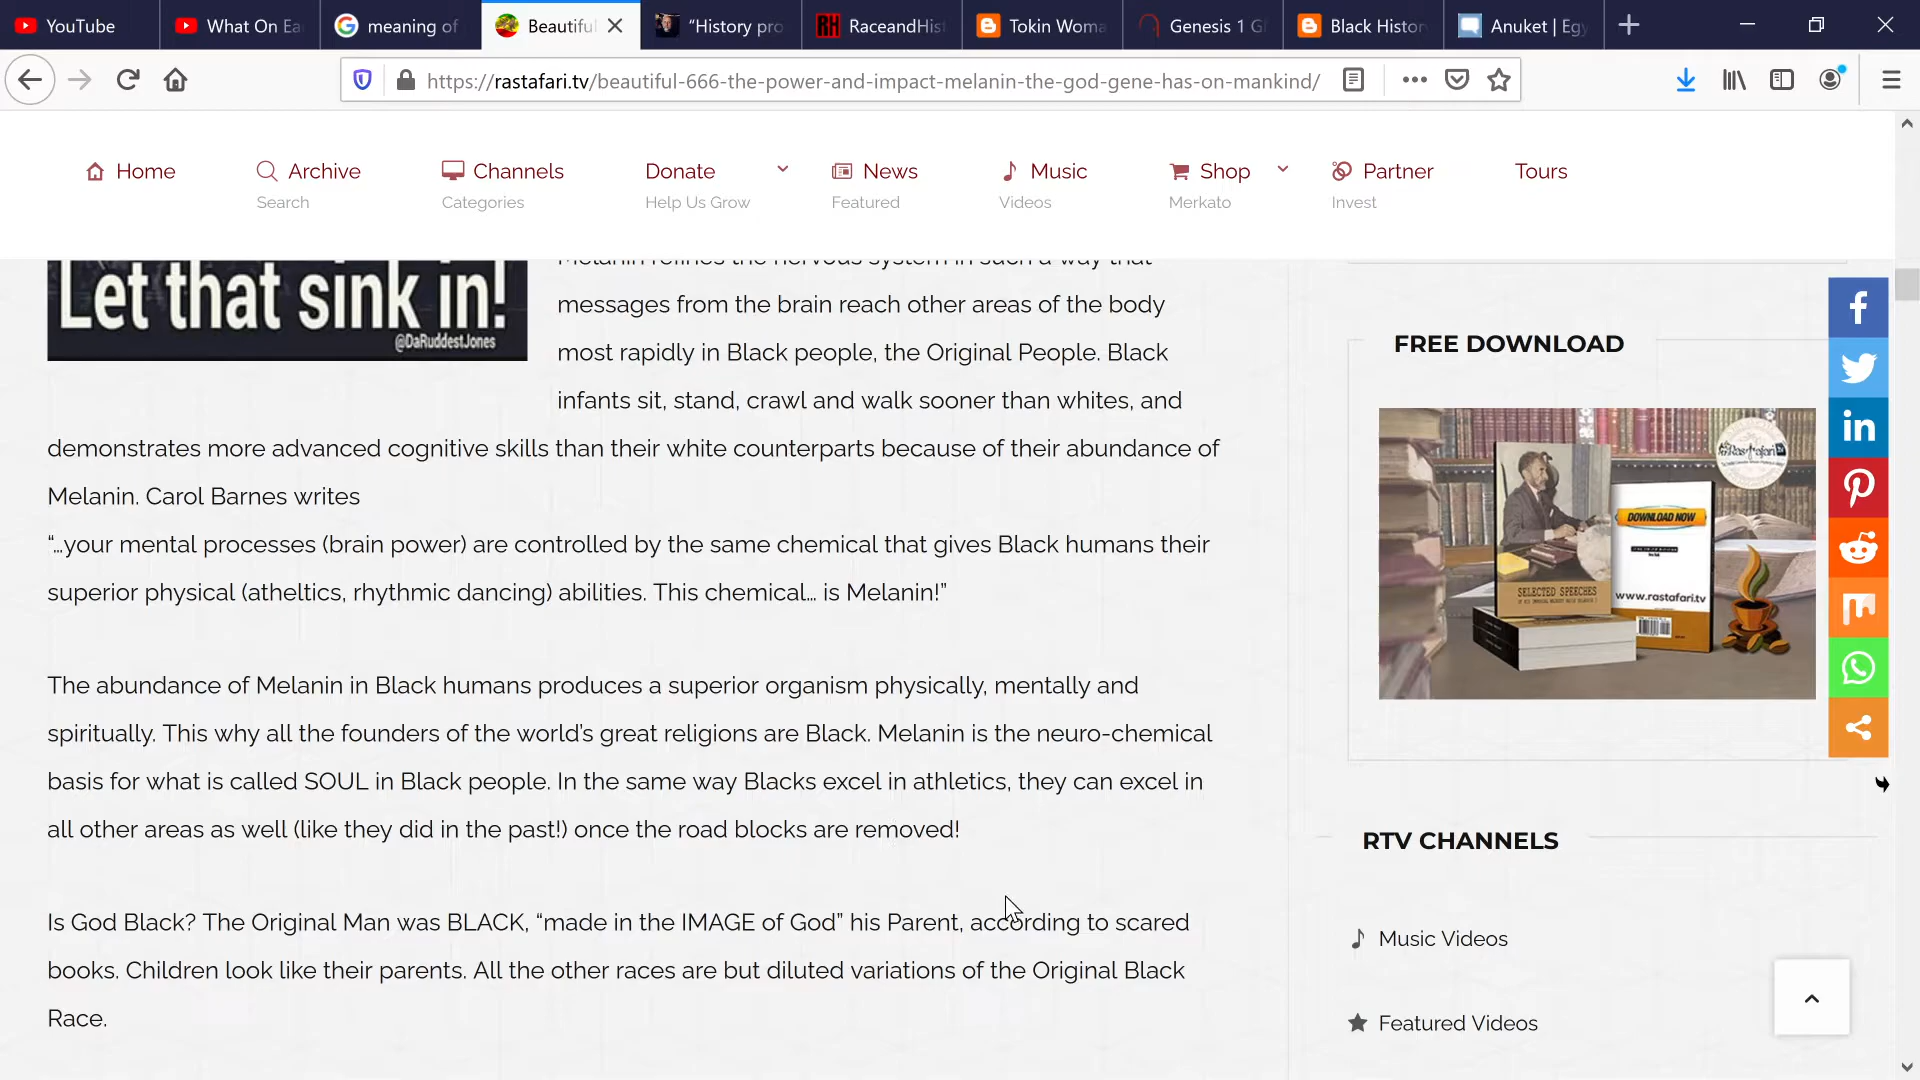 YouTube
What On Ea
meaning of
Beautiful
"History pro
RaceandHis
Tokin Woma
Genesis 1 G
Black Histor
Anuket | Egy
https://rastafari.tv/beautiful-666-the-power-and-impact-melanin-the-god-gene-has-on-mankind/
Home
Archive
Search
Channels
Categories
Donate
Help Us Grow
News
Featured
Music
Videos
Shop
Merkato
Partner
Invest
Tours
Let that sink in!
@DaRuddestJones
Melanin refines the nervous system in such a way that
messages from the brain reach other areas of the body
most rapidly in Black people, the Original People. Black
infants sit, stand, crawl and walk sooner than whites, and
demonstrates more advanced cognitive skills than their white counterparts because of their abundance of
Melanin. Carol Barnes writes
“…your mental processes (brain power) are controlled by the same chemical that gives Black humans their
superior physical (atheltics, rhythmic dancing) abilities. This chemical… is Melanin!”
The abundance of Melanin in Black humans produces a superior organism physically, mentally and
spiritually. This why all the founders of the world’s great religions are Black. Melanin is the neuro-chemical
basis for what is called SOUL in Black people. In the same way Blacks excel in athletics, they can excel in
all other areas as well (like they did in the past!) once the road blocks are removed!
Is God Black? The Original Man was BLACK, “made in the IMAGE of God” his Parent, according to scared
books. Children look like their parents. All the other races are but diluted variations of the Original Black
Race.
FREE DOWNLOAD
DOWNLOAD NOW
SELECTED SPEECHES
www.rastafari.tv
RTV CHANNELS
Music Videos
Featured Videos